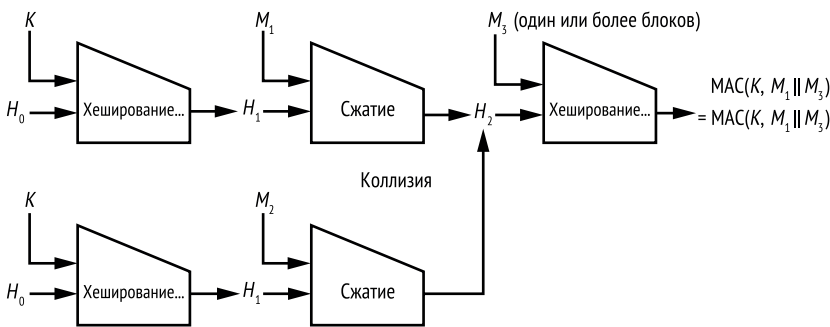 K
M₁
M₃ (один или более блоков)
H₀
Хеширование...
H₁
Сжатие
H₂
Хеширование...
MAC(K, M₁ || M₃)
= MAC(K, M₁ || M₃)
Коллизия
K
M₂
H₀
Хеширование...
H₁
Сжатие